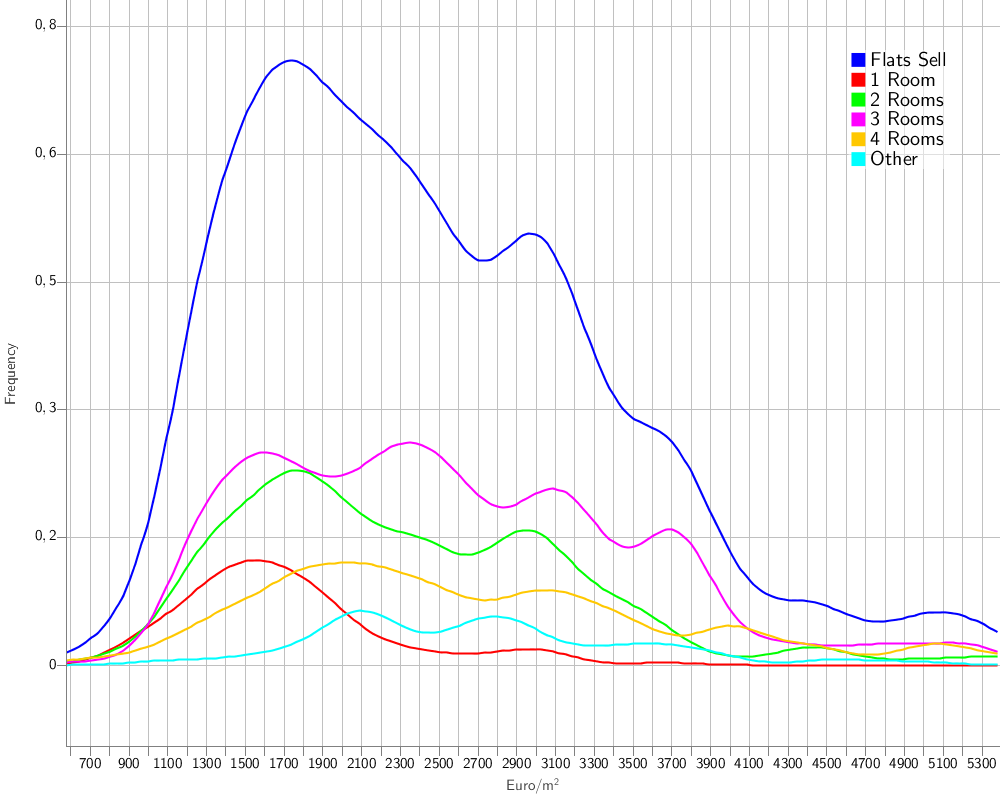 0, 8
0, 6
0, 5
0, 3
0, 2
0
Frequency
Flats Sell
1 Room
2 Rooms
3 Rooms
4 Rooms
Other
700 900 1100 1300 1500 1700 1900 2100 2300 2500 2700 2900 3100 3300 3500 3700 3900 4100 4300 4500 4700 4900 5100 5300
Euro/m²